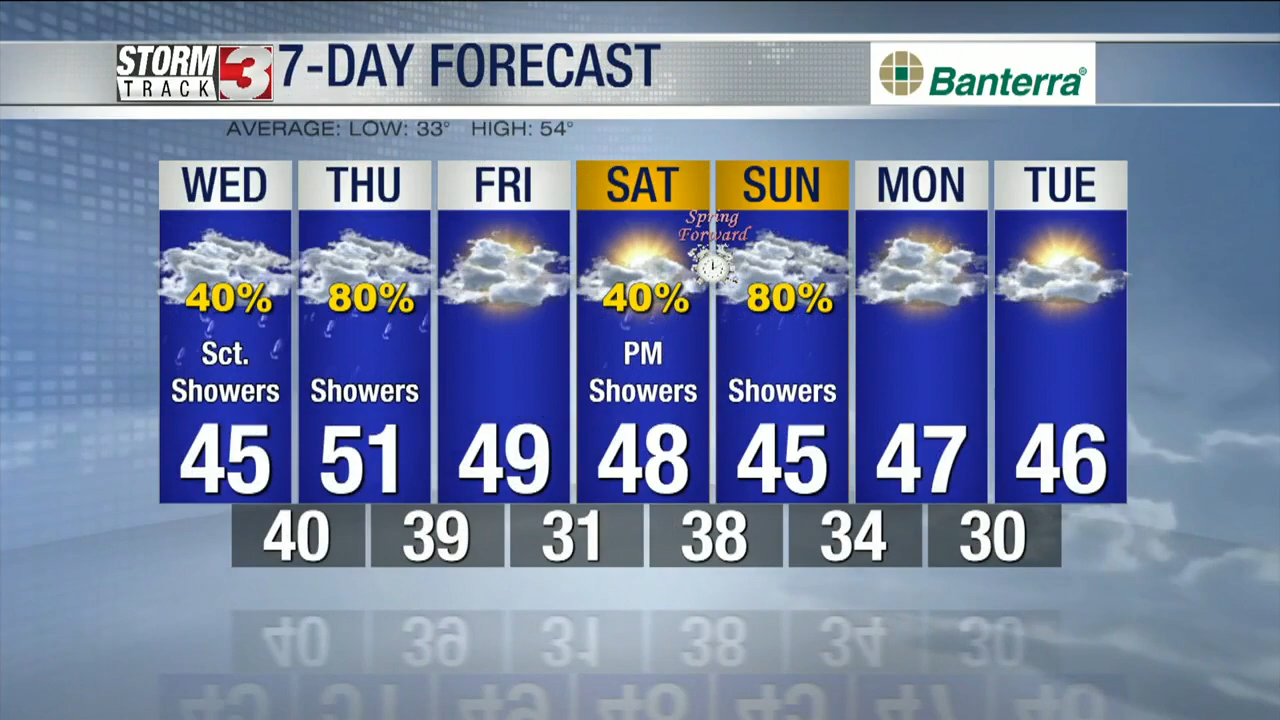 STORM
TRACK
3
7-DAY FORECAST
Banterra®
AVERAGE: LOW: 33° HIGH: 54°
WED THU FRI SAT SUN MON TUE
Spring
Forward
40% 80% 40% 80%
Sct. PM
Showers Showers Showers Showers
45 51 49 48 45 47 46
40 39 31 38 34 30